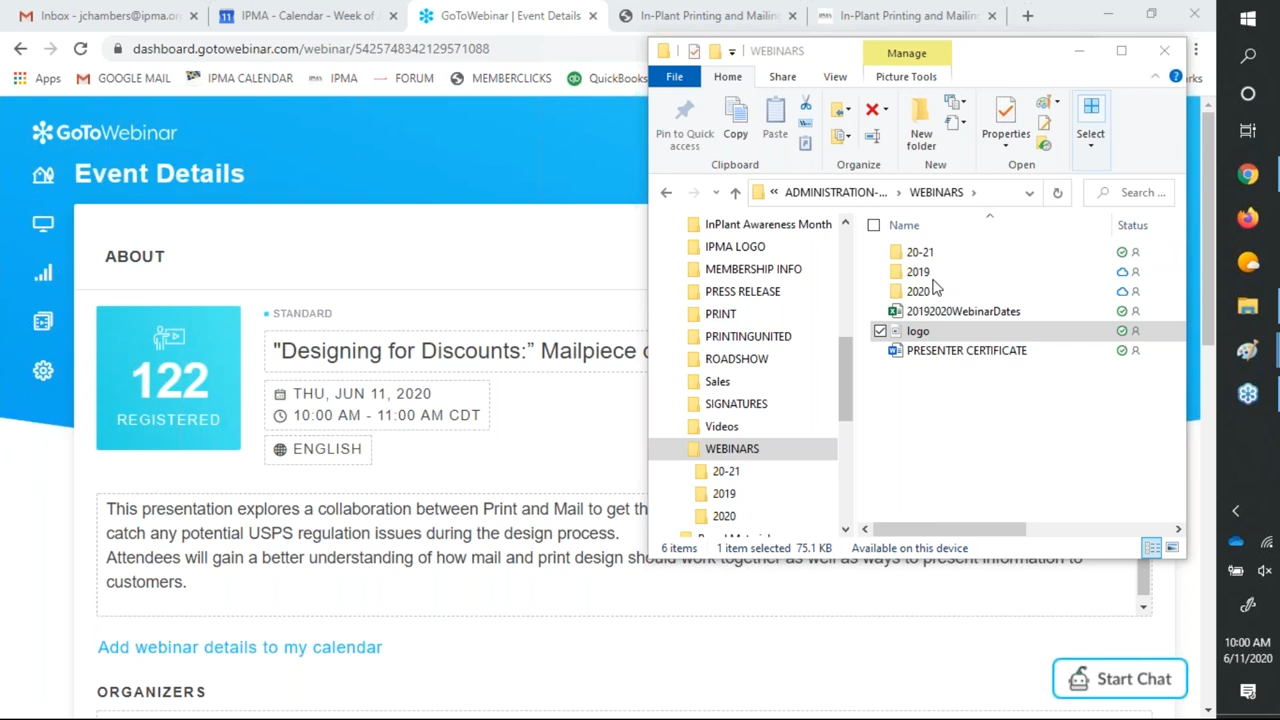 Inbox - jchambers@ipma.or
IPMA - Calendar - Week of
GoToWebinar | Event Details
In-Plant Printing and Mailin
In-Plant Printing and Mailin
dashboard.gotowebinar.com/webinar/5425748342129571088
Apps
GOOGLE MAIL
IPMA CALENDAR
IPMA
FORUM
MEMBERCLICKS
QuickBooks
rks
GoToWebinar
Event Details
ABOUT
122
REGISTERED
STANDARD
"Designing for Discounts:” Mailpiece
THU, JUN 11, 2020
10:00 AM - 11:00 AM CDT
ENGLISH
This presentation explores a collaboration between Print and Mail to get th
catch any potential USPS regulation issues during the design process.
Attendees will gain a better understanding of how mail and print design should work together as well as ways to present information to
customers.
Add webinar details to my calendar
ORGANIZERS
Start Chat
WEBINARS
Manage
File
Home
Share
View
Picture Tools
Pin to Quick
access
Copy
Paste
New
folder
Properties
Select
Clipboard
Organize
New
Open
« ADMINISTRATION-... › WEBINARS ›
Search ...
InPlant Awareness Month
IPMA LOGO
MEMBERSHIP INFO
PRESS RELEASE
PRINT
PRINTINGUNITED
ROADSHOW
Sales
SIGNATURES
Videos
WEBINARS
20-21
2019
2020
Name
Status
20-21
2019
2020
20192020WebinarDates
logo
PRESENTER CERTIFICATE
6 items
1 item selected 75.1 KB
Available on this device
10:00 AM
6/11/2020